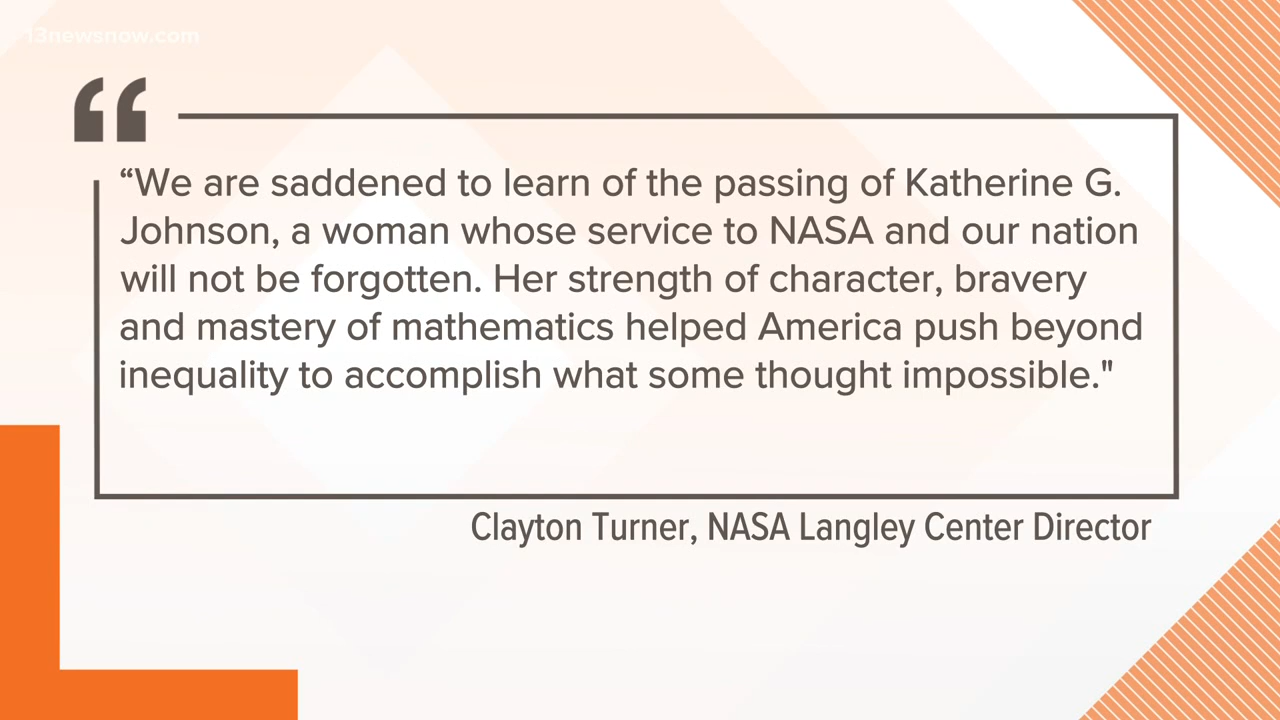 13newsnow.com
“We are saddened to learn of the passing of Katherine G.
Johnson, a woman whose service to NASA and our nation
will not be forgotten. Her strength of character, bravery
and mastery of mathematics helped America push beyond
inequality to accomplish what some thought impossible."
Clayton Turner, NASA Langley Center Director